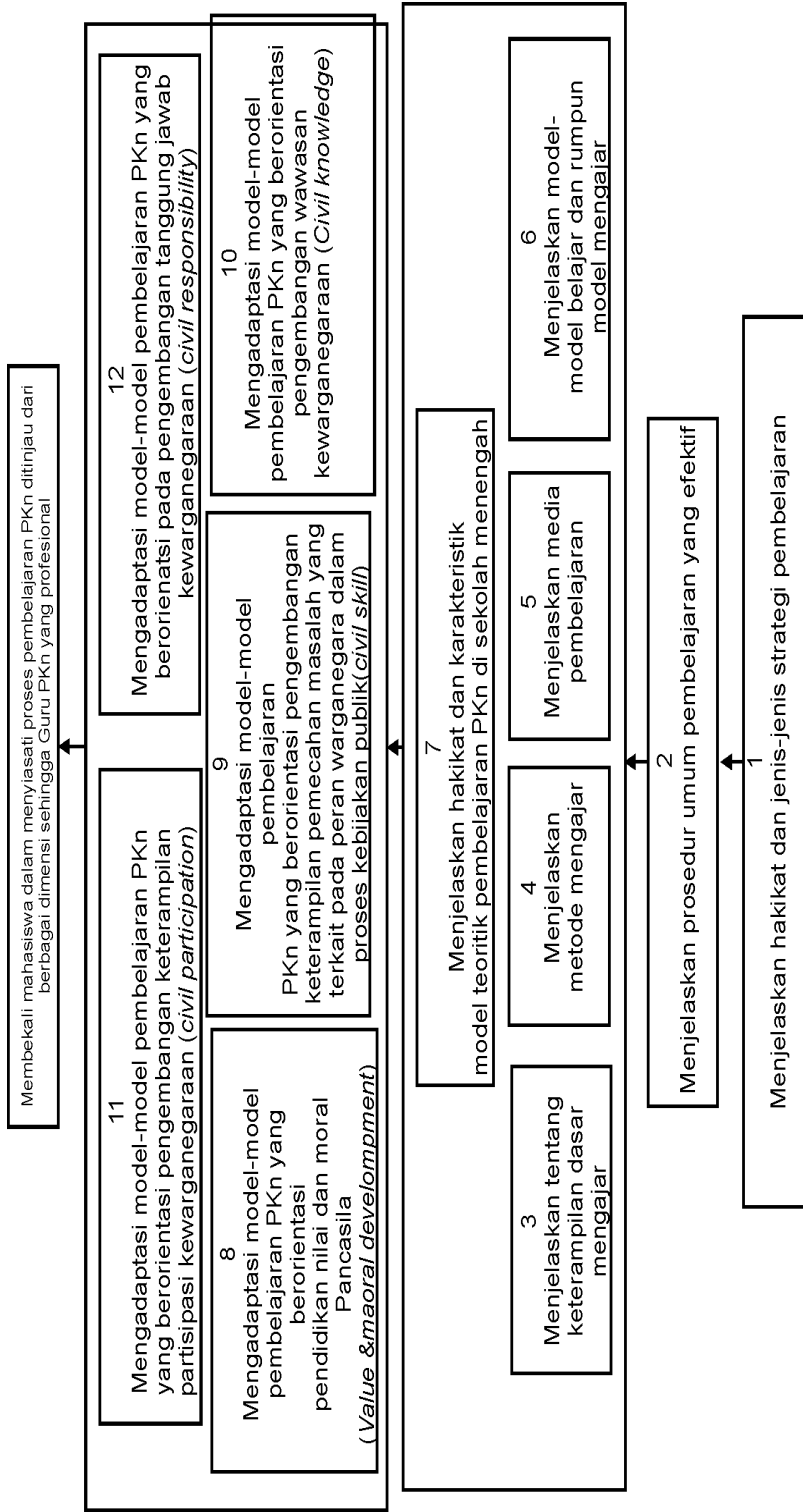 Membekali mahasiswa dalam menyiasati proses pembelajaran PKn ditinjau dari
berbagai dimensi sehingga Guru PKn yang profesional
11
Mengadaptasi model-model pembelajaran PKn
yang berorientasi pengembangan keterampilan
partisipasi kewarganegaraan (civil participation)
12
Mengadaptasi model-model pembelajaran PKn yang
berorienatsi pada pengembangan tanggung jawab
kewarganegaraan (civil responsibility)
8
Mengadaptasi model-model
pembelajaran PKn yang
berorientasi
pendidikan nilai dan moral
Pancasila
(Value &maoral develompment)
9
Mengadaptasi model-model
pembelajaran
PKn yang berorientasi pengembangan
keterampilan pemecahan masalah yang
terkait pada peran warganegara dalam
proses kebijakan publik(civil skill)
10
Mengadaptasi model-model
pembelajaran PKn yang berorientasi
pengembangan wawasan
kewarganegaraan (Civil knowledge)
7
Menjelaskan hakikat dan karakteristik
model teoritik pembelajaran PKn di sekolah menengah
3
Menjelaskan tentang
keterampilan dasar
mengajar
4
Menjelaskan
metode mengajar
5
Menjelaskan media
pembelajaran
6
Menjelaskan model-
model belajar dan rumpun
model mengajar
2
Menjelaskan prosedur umum pembelajaran yang efektif
1
Menjelaskan hakikat dan jenis-jenis strategi pembelajaran